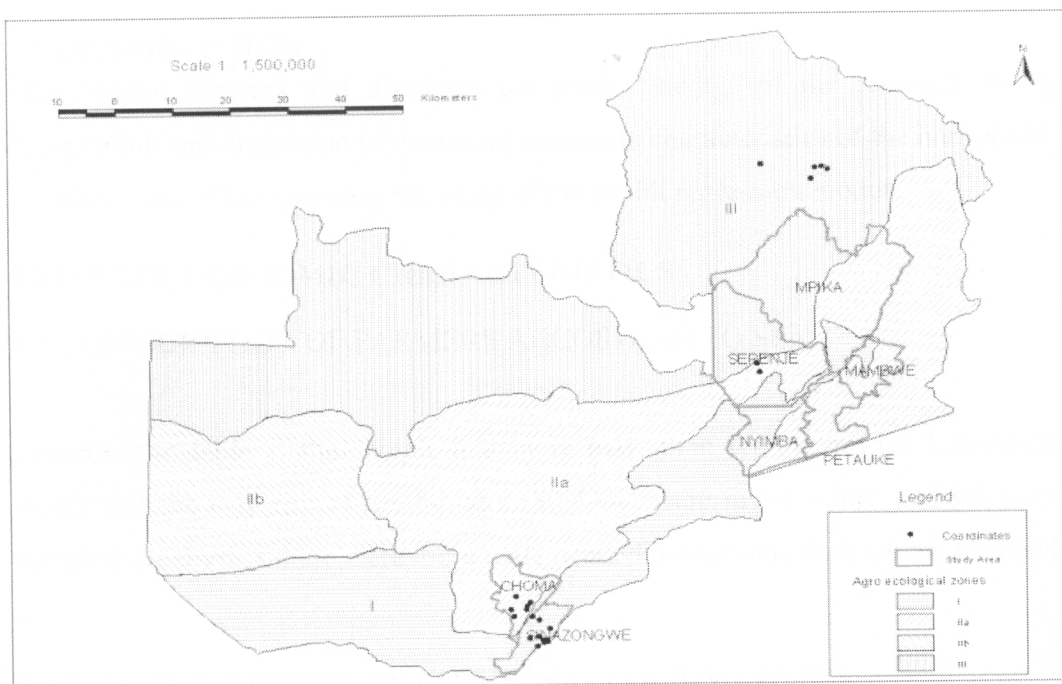 Scale 1 1,500,000
10 0 10 20 30 40 50 Kilometers
N
III
MPIKA
SERENJE
MAMBWE
NYIMBA
PETAUKE
IIa
IIb
I
CHOMA
SINAZONGWE
Legend
Coordinates
Study Area
Agro ecological zones
I
IIa
IIb
III